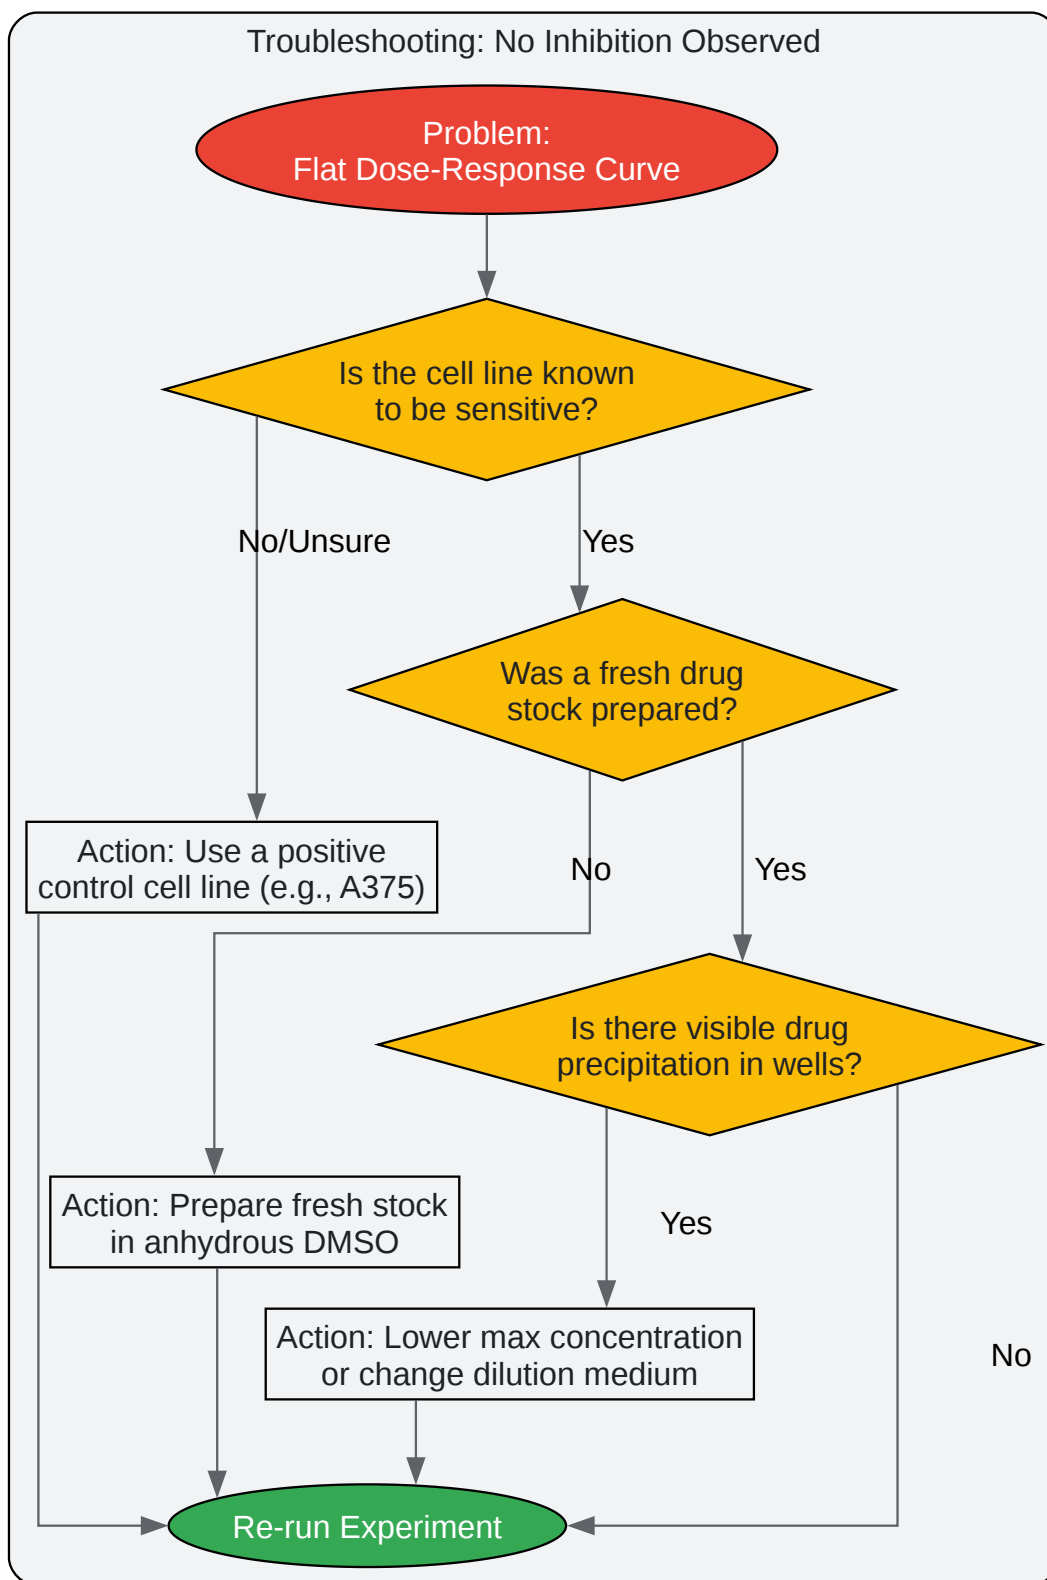 Troubleshooting: No Inhibition Observed
Problem:
Flat Dose-Response Curve
Is the cell line known
to be sensitive?
No/Unsure
Yes
Was a fresh drug
stock prepared?
Action: Use a positive
control cell line (e.g., A375)
No
Yes
Is there visible drug
precipitation in wells?
Action: Prepare fresh stock
in anhydrous DMSO
Yes
Action: Lower max concentration
or change dilution medium
No
Re-run Experiment